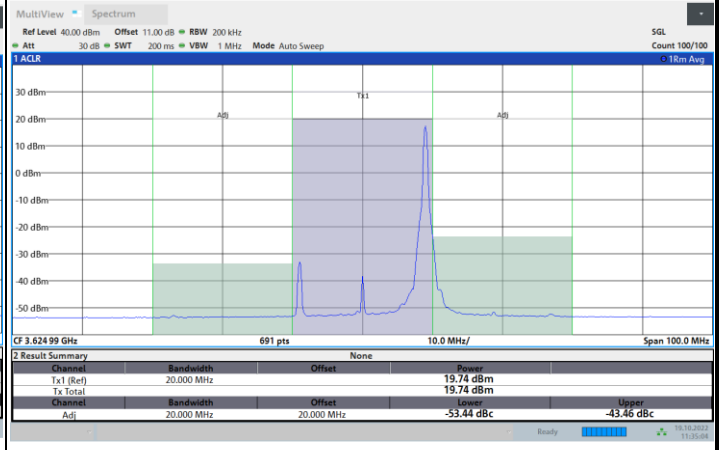 MultiView Spectrum
Ref Level 40.00 dBm Offset 11.00 dB RBW 200 kHz SGL
Att 30 dB SWT 200 ms VBW 1 MHz Mode Auto Sweep Count 100/100
1 ACLR 1Rm Avg
30 dBm
Tx1
20 dBm
Adj Adj
10 dBm
0 dBm
-10 dBm
-20 dBm
-30 dBm
-40 dBm
-50 dBm
CF 3.624 99 GHz 691 pts 10.0 MHz/ Span 100.0 MHz
2 Result Summary None
Channel Bandwidth Offset Power
Tx1 (Ref) 20.000 MHz 19.74 dBm
Tx Total 19.74 dBm
Channel Bandwidth Offset Lower Upper
Adj 20.000 MHz 20.000 MHz -53.44 dBc -43.46 dBc
Ready 19.10.2022
11:35:04